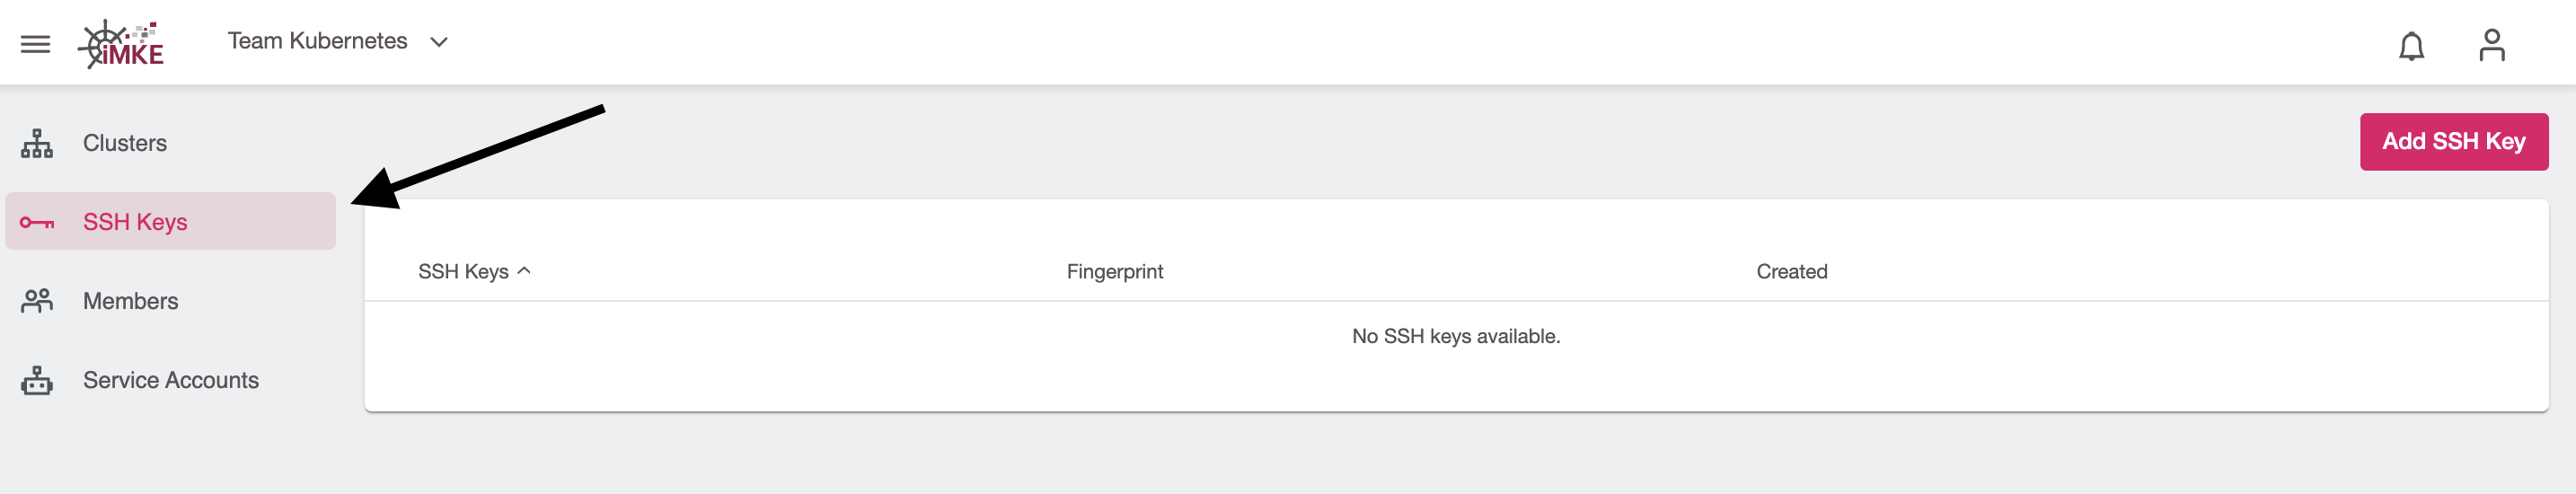 iMKE
Team Kubernetes
Clusters
Add SSH Key
SSH Keys
SSH Keys
Fingerprint
Created
Members
No SSH keys available.
Service Accounts